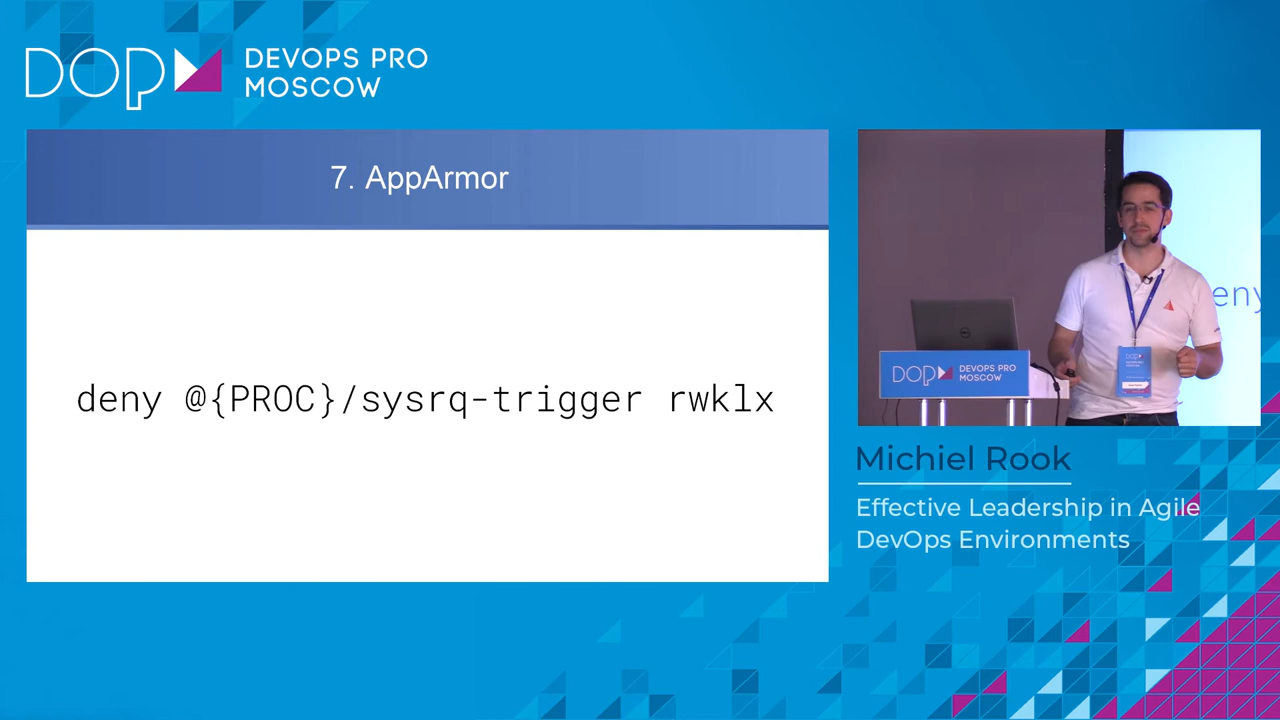 DOP DEVOPS PRO
MOSCOW
7. AppArmor
deny @{PROC}/sysrq-trigger rwklx
eny
DOP DEVOPS PRO
MOSCOW
Michiel Rook
Effective Leadership in Agile
DevOps Environments